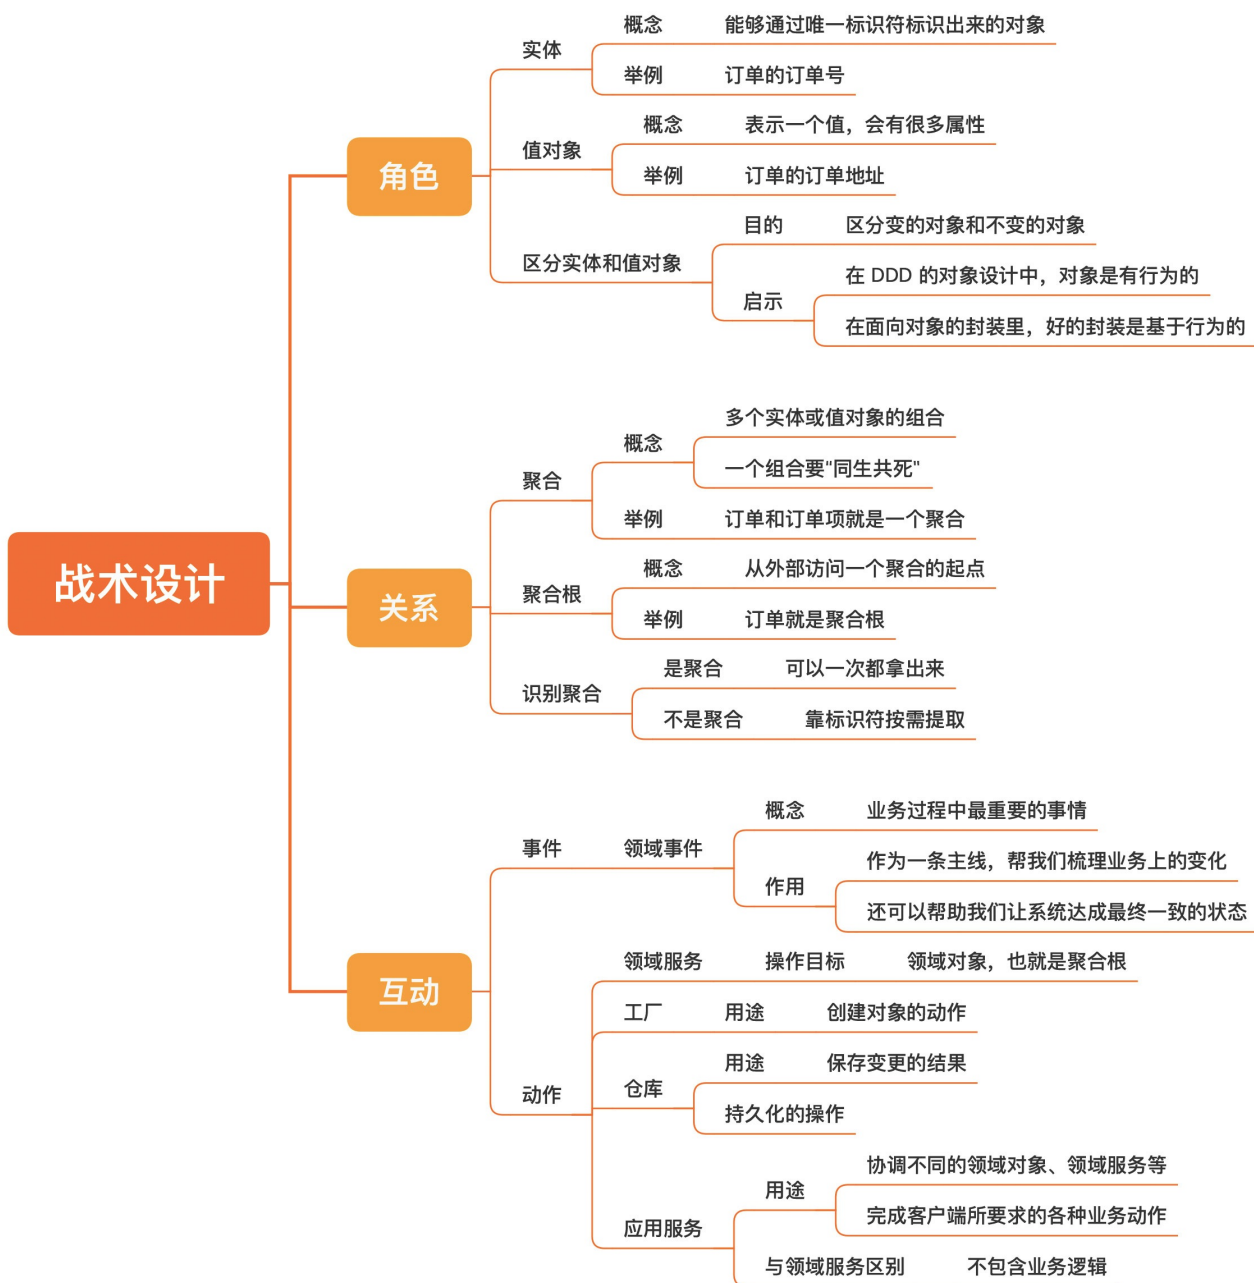 战术设计
角色
实体
概念 能够通过唯一标识符标识出来的对象
举例 订单的订单号
值对象
概念 表示一个值，会有很多属性
举例 订单的订单地址
区分实体和值对象
目的 区分变的对象和不变的对象
启示
在 DDD 的对象设计中，对象是有行为的
在面向对象的封装里，好的封装是基于行为的
关系
聚合
概念
多个实体或值对象的组合
一个组合要"同生共死"
举例 订单和订单项就是一个聚合
聚合根
概念 从外部访问一个聚合的起点
举例 订单就是聚合根
识别聚合
是聚合 可以一次都拿出来
不是聚合 靠标识符按需提取
互动
事件 领域事件
概念 业务过程中最重要的事情
作用
作为一条主线，帮我们梳理业务上的变化
还可以帮助我们让系统达成最终一致的状态
动作
领域服务 操作目标 领域对象，也就是聚合根
工厂 用途 创建对象的动作
仓库
用途 保存变更的结果
持久化的操作
应用服务
用途
协调不同的领域对象、领域服务等
完成客户端所要求的各种业务动作
与领域服务区别 不包含业务逻辑